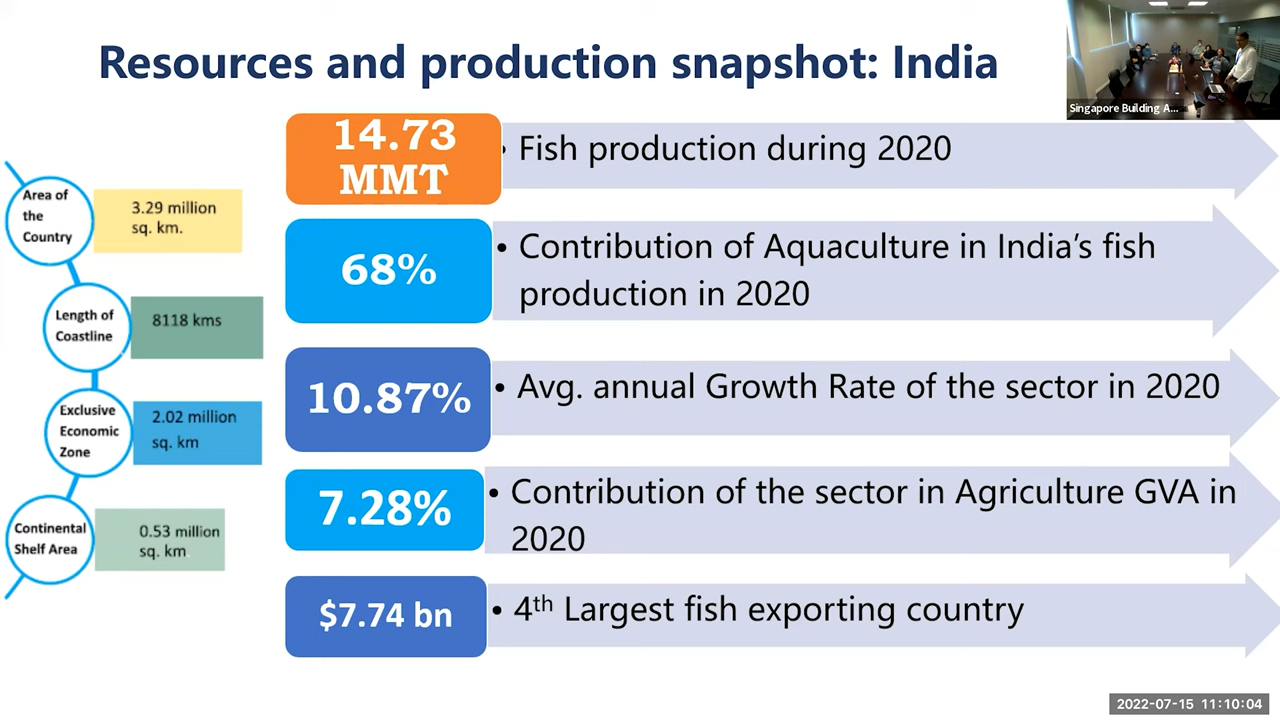 Resources and production snapshot: India
Singapore Building A...
14.73
MMT
• Fish production during 2020
68%
• Contribution of Aquaculture in India's fish
production in 2020
10.87%
• Avg. annual Growth Rate of the sector in 2020
7.28%
• Contribution of the sector in Agriculture GVA in
2020
$7.74 bn
• 4th Largest fish exporting country
Area of
the
Country
3.29 million
sq. km.
Length of
Coastline
8118 kms
Exclusive
Economic
Zone
2.02 million
sq. km
Continental
Shelf Area
0.53 million
sq. km.
2022-07-15 11:10:04